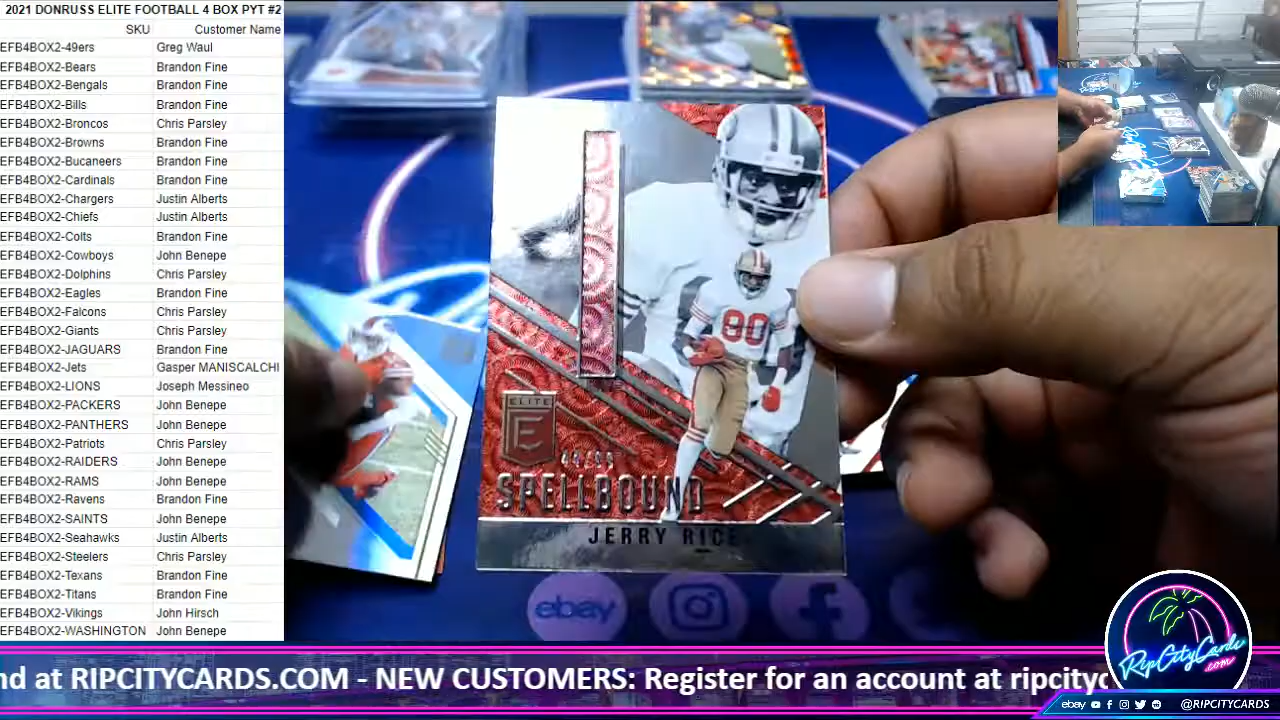 2021 DONRUSS ELITE FOOTBALL 4 BOX PYT #2
SKU Customer Name
EFB4BOX2-49ers Greg Waul
EFB4BOX2-Bears Brandon Fine
EFB4BOX2-Bengals Brandon Fine
EFB4BOX2-Bills Brandon Fine
EFB4BOX2-Broncos Chris Parsley
EFB4BOX2-Browns Brandon Fine
EFB4BOX2-Bucaneers Brandon Fine
EFB4BOX2-Cardinals Brandon Fine
EFB4BOX2-Chargers Justin Alberts
EFB4BOX2-Chiefs Justin Alberts
EFB4BOX2-Colts Brandon Fine
EFB4BOX2-Cowboys John Benepe
EFB4BOX2-Dolphins Chris Parsley
EFB4BOX2-Eagles Brandon Fine
EFB4BOX2-Falcons Chris Parsley
EFB4BOX2-Giants Chris Parsley
EFB4BOX2-JAGUARS Brandon Fine
EFB4BOX2-Jets Gasper MANISCALCHI
EFB4BOX2-LIONS Joseph Messineo
EFB4BOX2-PACKERS John Benepe
EFB4BOX2-PANTHERS John Benepe
EFB4BOX2-Patriots Chris Parsley
EFB4BOX2-RAIDERS John Benepe
EFB4BOX2-RAMS John Benepe
EFB4BOX2-Ravens Brandon Fine
EFB4BOX2-SAINTS John Benepe
EFB4BOX2-Seahawks Justin Alberts
EFB4BOX2-Steelers Chris Parsley
EFB4BOX2-Texans Brandon Fine
EFB4BOX2-Titans Brandon Fine
EFB4BOX2-Vikings John Hirsch
EFB4BOX2-WASHINGTON John Benepe
L
80
ELITE
E
SPELLBOUND
JERRY RICE
ebay
nd at RIPCITYCARDS.COM - NEW CUSTOMERS: Register for an account at ripcityc
RipCityCards
.com
ebay @RIPCITYCARDS